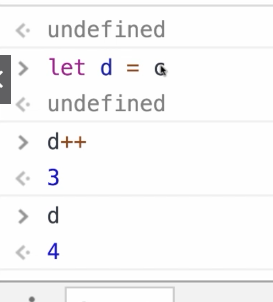 undefined
let d = c
undefined
d++
3
d
4